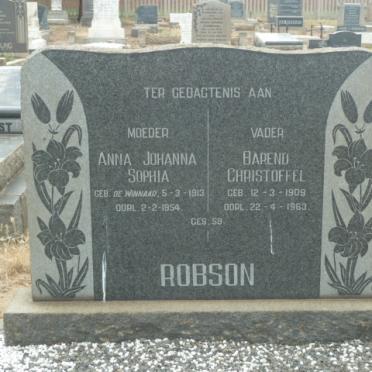 TER GEDAGTENIS AAN
MOEDER
ANNA JOHANNA
SOPHIA
GEB. DE WINNAAD, 5-3-1913
OORL. 2-2-1954
VADER
BAREND
CHRISTOFFEL
GEB. 12-3-1909
OORL. 22-4-1963
GES. 59
ROBSON